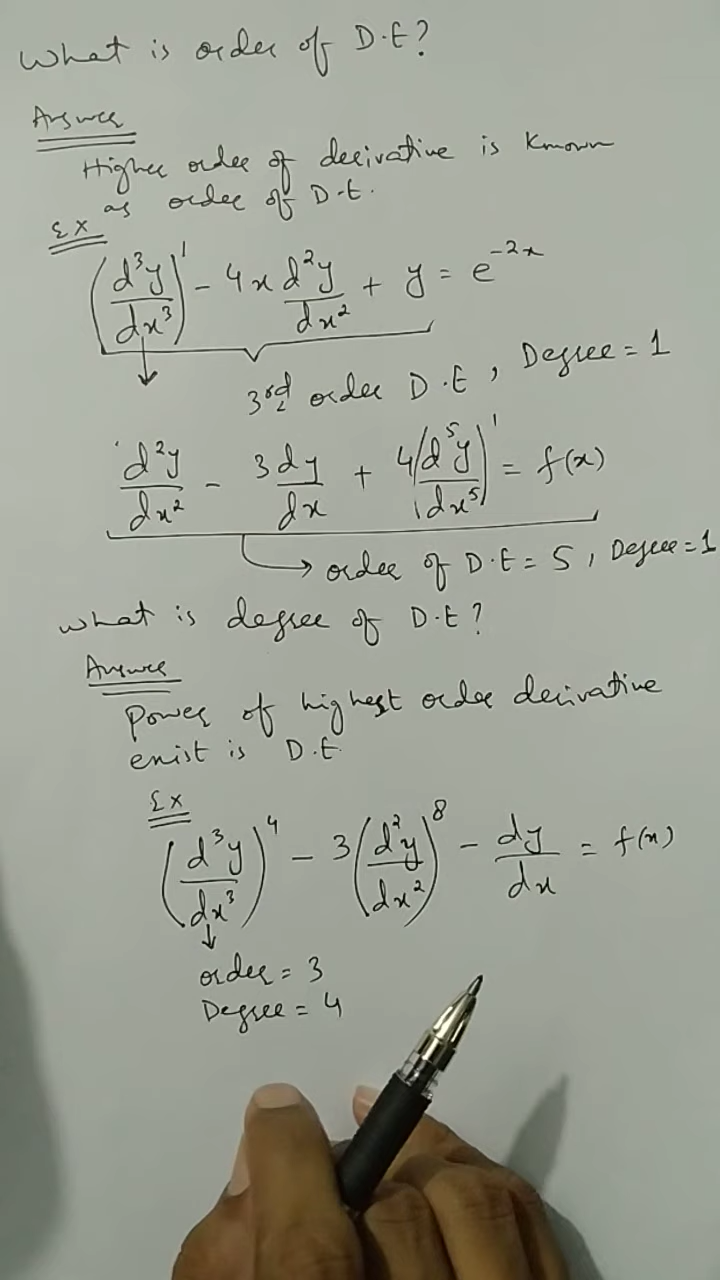 What is order of D.E?
Answer
Higher order of derivative is known
as order of D.E.
Ex
(d³y/dx³)¹ - 4x d²y/dx² + y = e⁻²ˣ
3rd order D.E, Degree = 1
d²y/dx² - 3dy/dx + 4(d⁵y/dx⁵)¹ = f(x)
order of D.E = 5, Degree = 1
What is degree of D.E?
Answer
Power of highest order derivative
exist is D.E.
Ex
(d³y/dx³)⁴ - 3(d²y/dx²)⁸ - dy/dx = f(x)
order = 3
Degree = 4